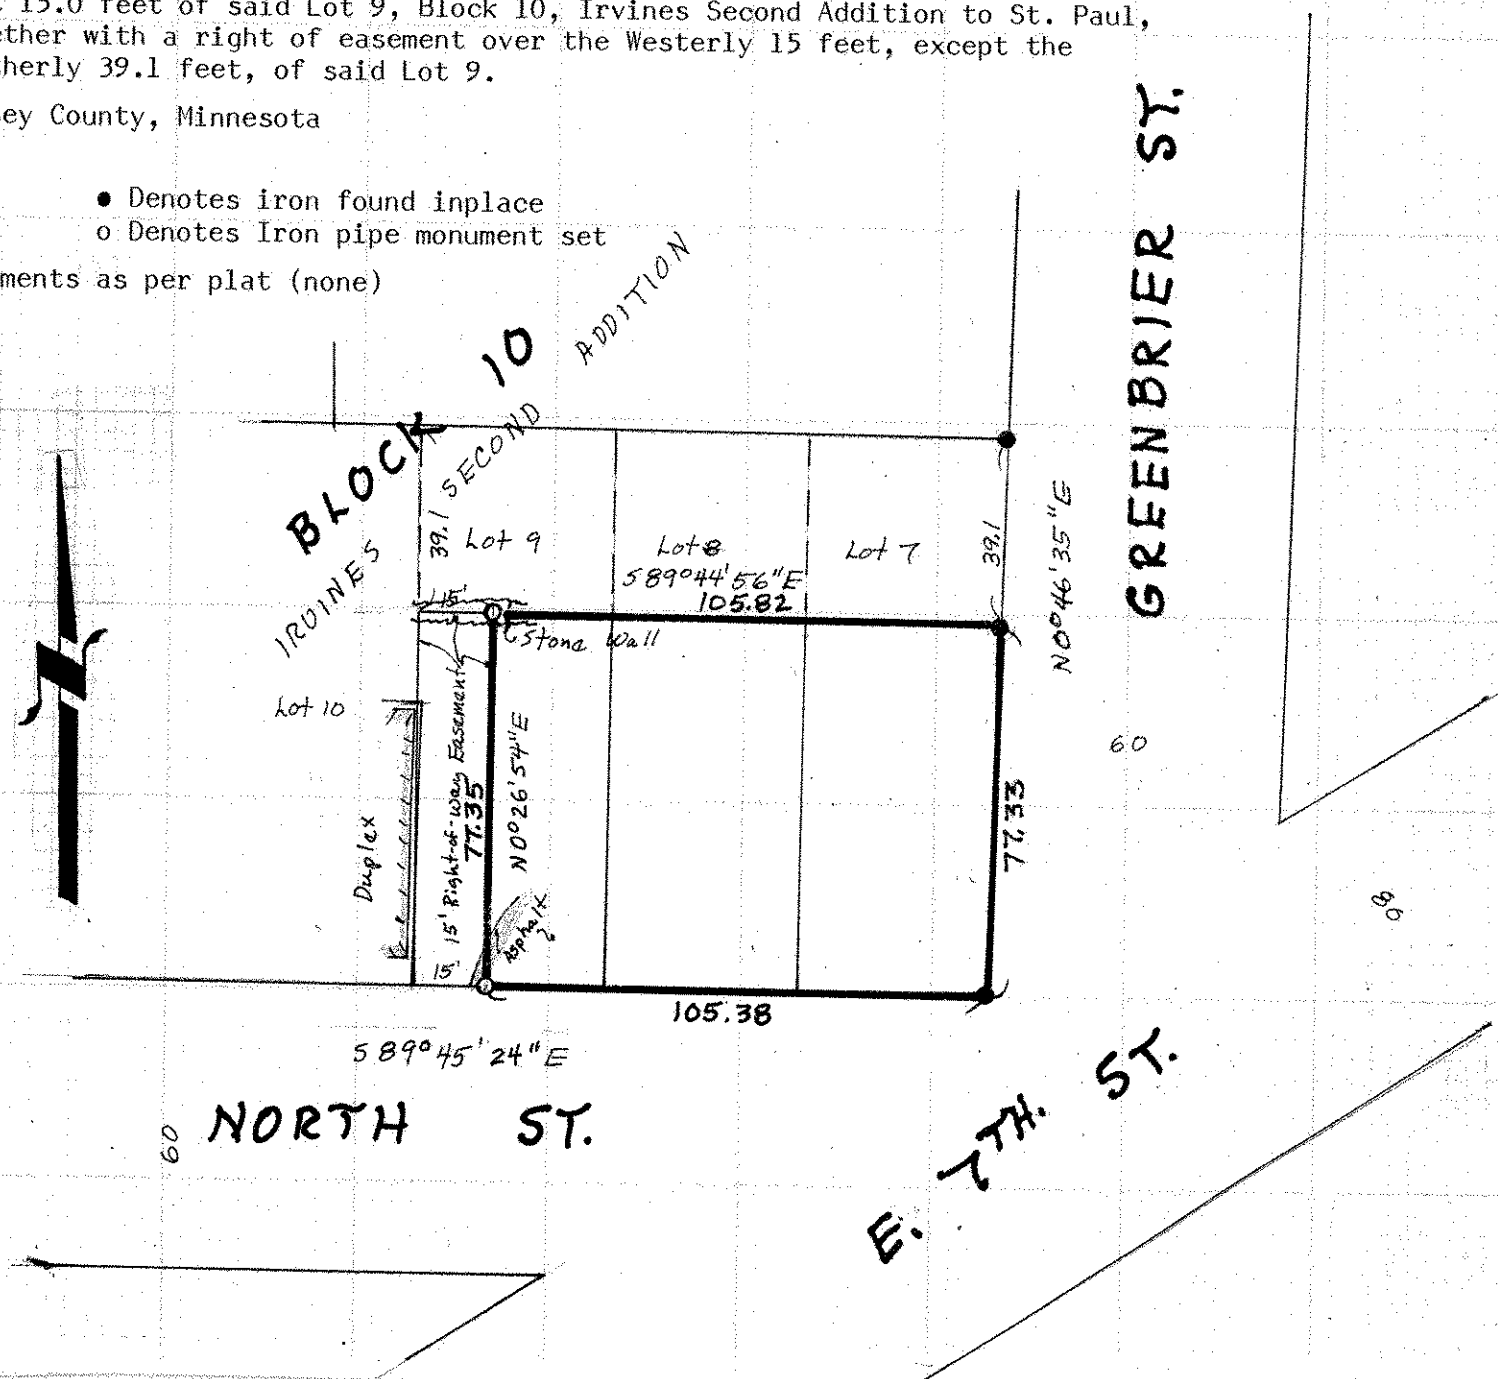 15.0 feet of said Lot 9, Block 10, Irvines Second Addition to St. Paul,
ther with a right of easement over the Westerly 15 feet, except the
herly 39.1 feet, of said Lot 9.
ey County, Minnesota
● Denotes iron found inplace
o Denotes Iron pipe monument set
ments as per plat (none)
GREENBRIER ST.
BLOCK 10
IRVINES SECOND ADDITION
39.1
Lot 9
Lot 8
Lot 7
39.1
N0°46'35"E
S89°44'56"E
105.82
15'
Stone Wall
Lot 10
Duplex
15' Right-of-way Easement
77.35
N0°26'54"E
77.33
60
Asphalt
15'
105.38
S89°45'24"E
NORTH ST.
60
E. 7TH. ST.